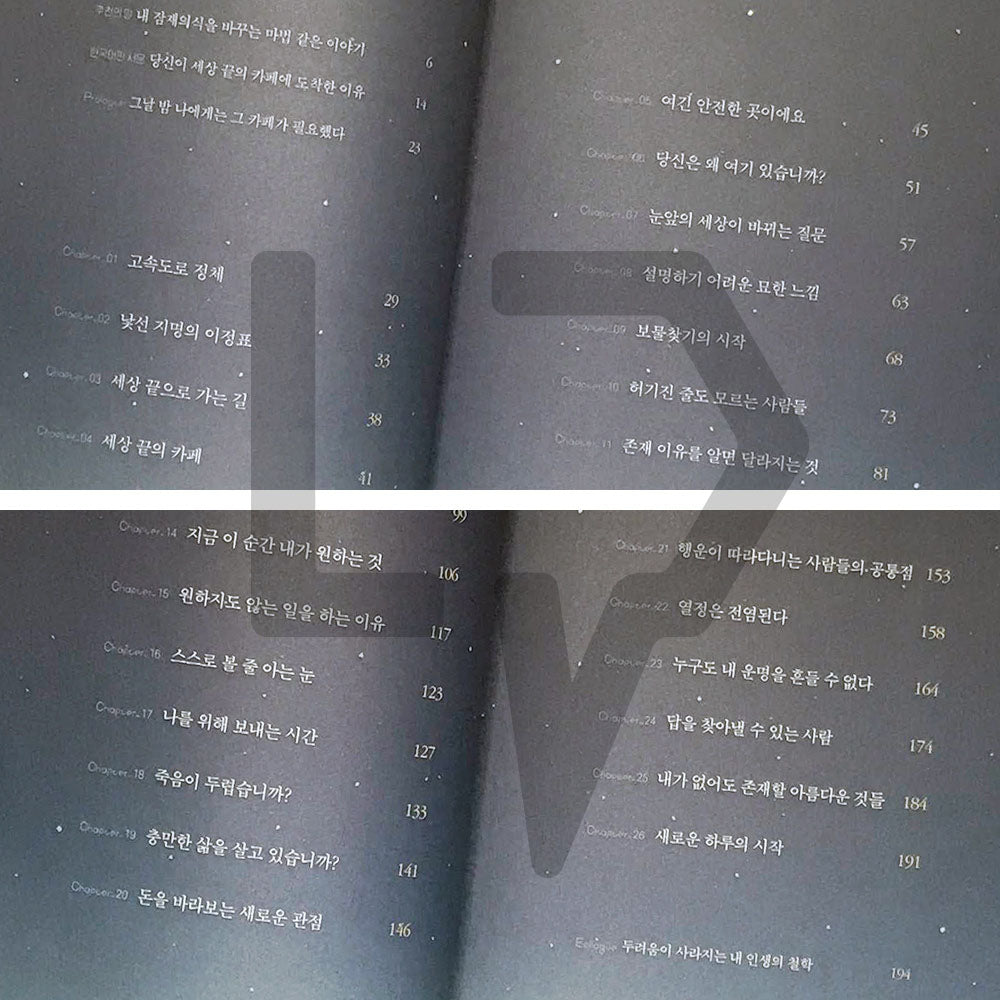 추천의 말 내 잠재의식을 바꾸는 마법 같은 이야기 6
한국어판 서문 당신이 세상 끝의 카페에 도착한 이유 14
Prologue 그날 밤 나에게는 그 카페가 필요했다 23
Chapter_01 고속도로 정체 29
Chapter_02 낯선 지명의 이정표 33
Chapter_03 세상 끝으로 가는 길 38
Chapter_04 세상 끝의 카페 41
Chapter_05 여긴 안전한 곳이에요 45
Chapter_06 당신은 왜 여기 있습니까? 51
Chapter_07 눈앞의 세상이 바뀌는 질문 57
Chapter_08 설명하기 어려운 묘한 느낌 63
Chapter_09 보물찾기의 시작 68
Chapter_10 허기진 줄도 모르는 사람들 73
Chapter_11 존재 이유를 알면 달라지는 것 81
99
Chapter_14 지금 이 순간 내가 원하는 것 106
Chapter_15 원하지도 않는 일을 하는 이유 117
Chapter_16 스스로 볼 줄 아는 눈 123
Chapter_17 나를 위해 보내는 시간 127
Chapter_18 죽음이 두렵습니까? 133
Chapter_19 충만한 삶을 살고 있습니까? 141
Chapter_20 돈을 바라보는 새로운 관점 146
Chapter_21 행운이 따라다니는 사람들의 공통점 153
Chapter_22 열정은 전염된다 158
Chapter_23 누구도 내 운명을 흔들 수 없다 164
Chapter_24 답을 찾아낼 수 있는 사람 174
Chapter_25 내가 없어도 존재할 아름다운 것들 184
Chapter_26 새로운 하루의 시작 191
Epilogue 두려움이 사라지는 내 인생의 철학 194